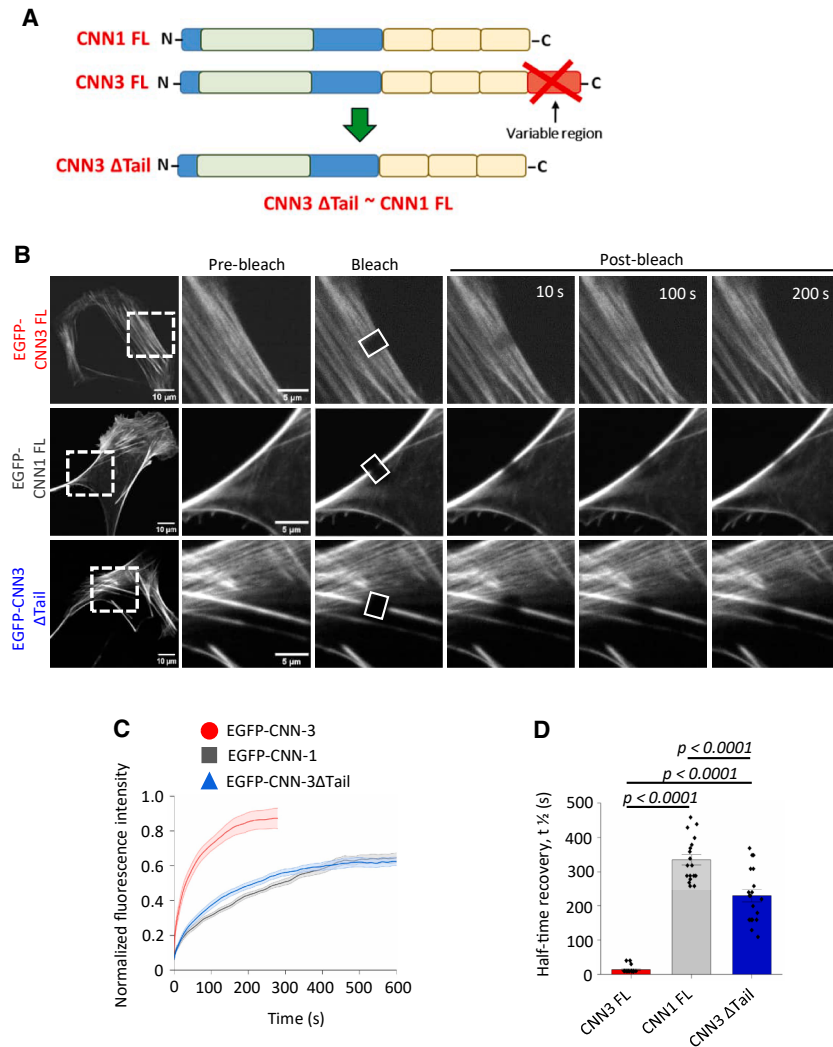 A
CNN1 FL N- -C
CNN3 FL N- -C
Variable region
CNN3 ΔTail N- -C
CNN3 ΔTail ~ CNN1 FL
B
Pre-bleach Bleach Post-bleach
EGFP-
CNN3 FL
10 µm
5 µm
10 s
100 s
200 s
EGFP-
CNN1 FL
10 µm
5 µm
EGFP-CNN3
ΔTail
10 µm
5 µm
C
EGFP-CNN-3
EGFP-CNN-1
EGFP-CNN-3ΔTail
Normalized fluorescence intensity
1.0
0.8
0.6
0.4
0.2
0
0 100 200 300 400 500 600
Time (s)
D
p < 0.0001
p < 0.0001
p < 0.0001
Half-time recovery, t ½ (s)
500
400
300
200
100
0
CNN3 FL
CNN1 FL
CNN3 ΔTail